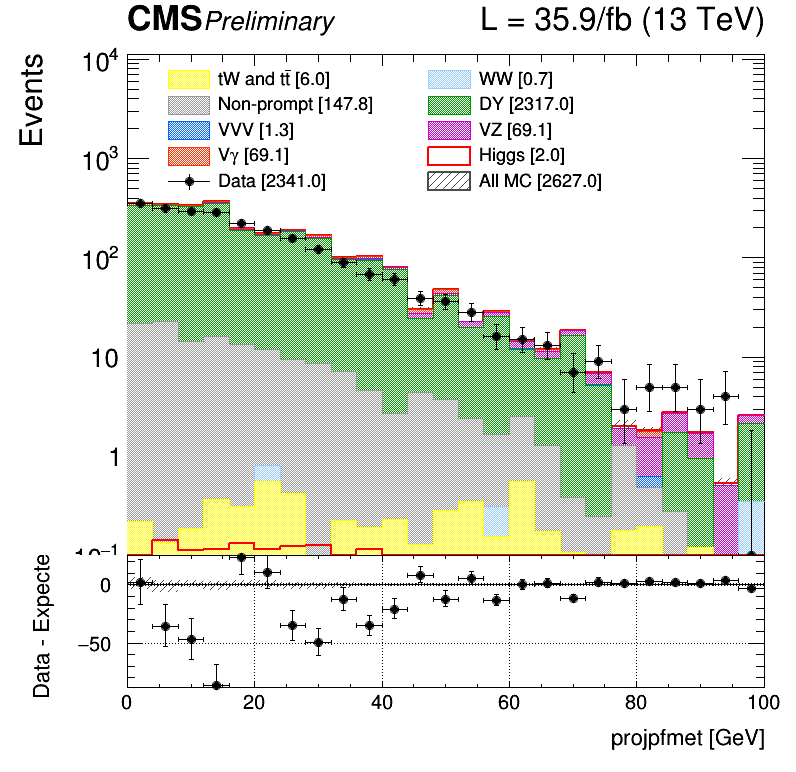 CMS Preliminary L = 35.9/fb (13 TeV)
Events
10⁴
10³
10²
10
1
10⁻¹
tW and tt̄ [6.0] WW [0.7]
Non-prompt [147.8] DY [2317.0]
VVV [1.3] VZ [69.1]
Vγ [69.1] Higgs [2.0]
Data [2341.0] All MC [2627.0]
Data - Expecte
0
−50
0 20 40 60 80 100
projpfmet [GeV]